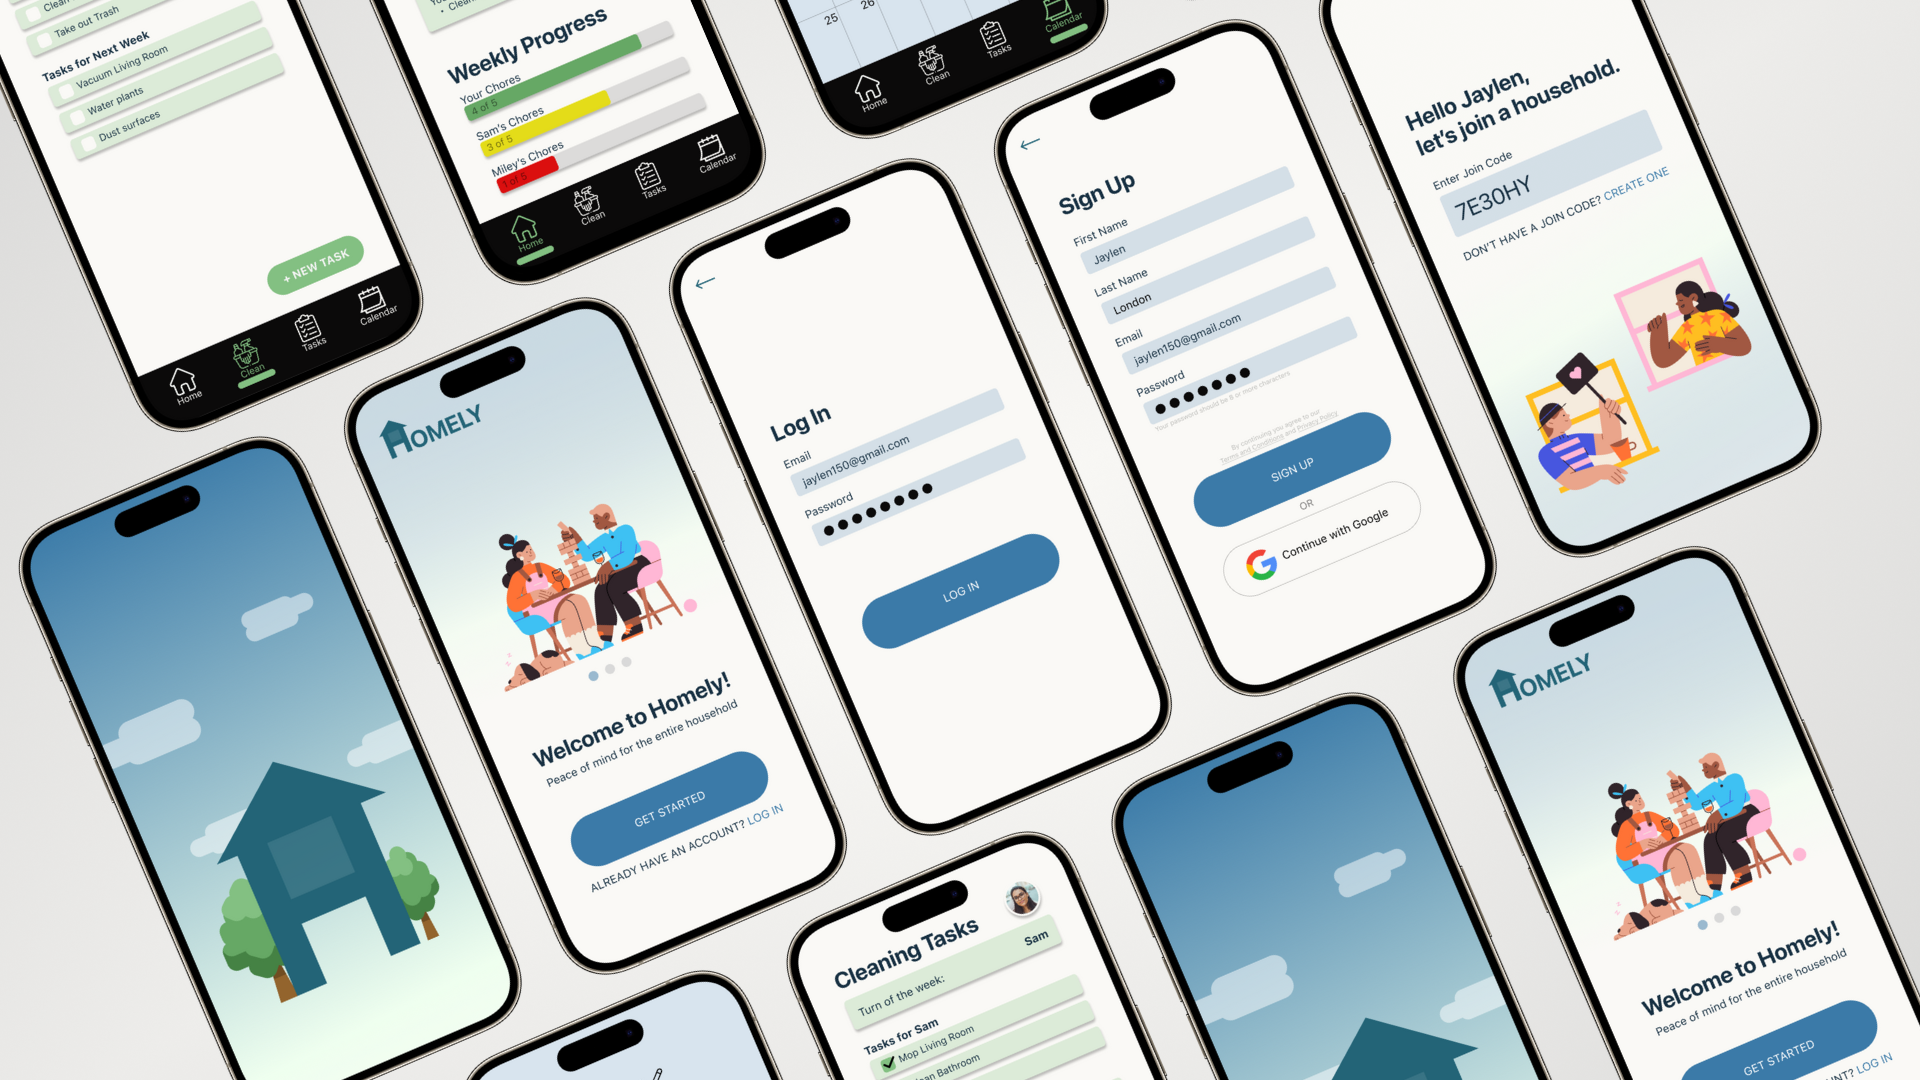 Clean
Take out Trash
Tasks for Next Week
Vacuum Living Room
Water plants
Dust surfaces
+ NEW TASK
Home
Clean
Tasks
Calendar
• Clean
Weekly Progress
Your Chores
4 of 5
Sam's Chores
3 of 5
Miley's Chores
1 of 5
Home
Clean
Tasks
Calendar
25
26
Home
Clean
Tasks
Calendar
HOMELY
Welcome to Homely!
Peace of mind for the entire household
GET STARTED
ALREADY HAVE AN ACCOUNT? LOG IN
Log In
Email
jaylen150@gmail.com
Password
LOG IN
Sign Up
First Name
Jaylen
Last Name
London
Email
jaylen150@gmail.com
Password
Your password should be 8 or more characters
By continuing you agree to our
Terms and Conditions and Privacy Policy
SIGN UP
OR
Continue with Google
Hello Jaylen,
let's join a household.
Enter Join Code
7E30HY
DON'T HAVE A JOIN CODE? CREATE ONE
Cleaning Tasks
Turn of the week:
Sam
Tasks for Sam
Mop Living Room
Bathroom
HOMELY
Welcome to Homely!
Peace of mind for the entire household
GET STARTED
LOG IN